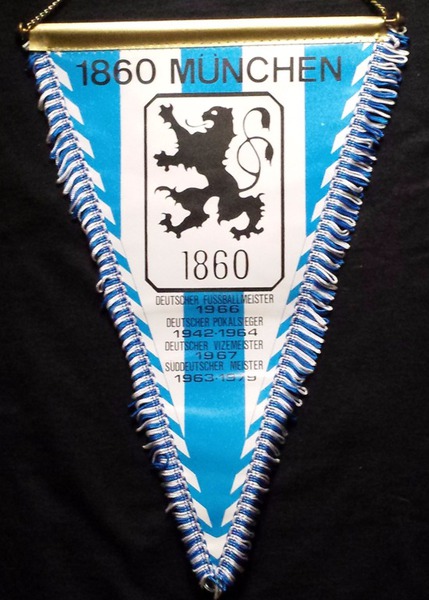 1860 MÜNCHEN
1860
DEUTSCHER FUSSBALLMEISTER
1966
DEUTSCHER POKALSIEGER
1942-1964
DEUTSCHER VIZEMEISTER
1967
SÜDDEUTSCHER MEISTER
1963-1979